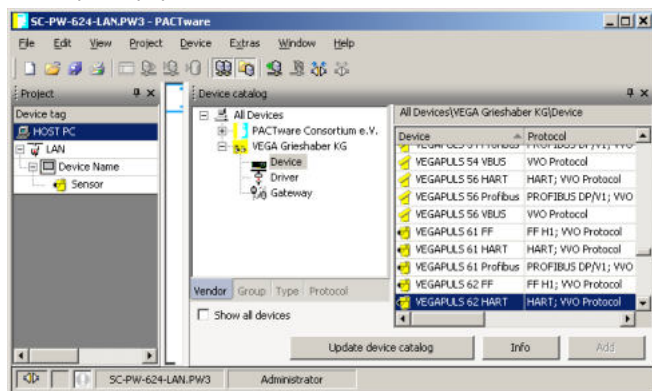 SC-PW-624-LAN.PW3 - PACTware
File Edit View Project Device Extras Window Help
Project
Device tag
HOST PC
LAN
Device Name
Sensor
Device catalog
All Devices
PACTware Consortium e.V.
VEGA Grieshaber KG
Device
Driver
Gateway
Vendor Group Type Protocol
Show all devices
All Devices\VEGA Grieshaber KG\Device
Device Protocol
VEGAPULS 54 VBUS VVO Protocol
VEGAPULS 56 HART HART; VVO Protocol
VEGAPULS 56 Profibus PROFIBUS DP/V1; VVO
VEGAPULS 56 VBUS VVO Protocol
VEGAPULS 61 FF FF H1; VVO Protocol
VEGAPULS 61 HART HART; VVO Protocol
VEGAPULS 61 Profibus PROFIBUS DP/V1; VVO
VEGAPULS 62 FF FF H1; VVO Protocol
VEGAPULS 62 HART HART; VVO Protocol
Update device catalog Info Add
SC-PW-624-LAN.PW3 Administrator